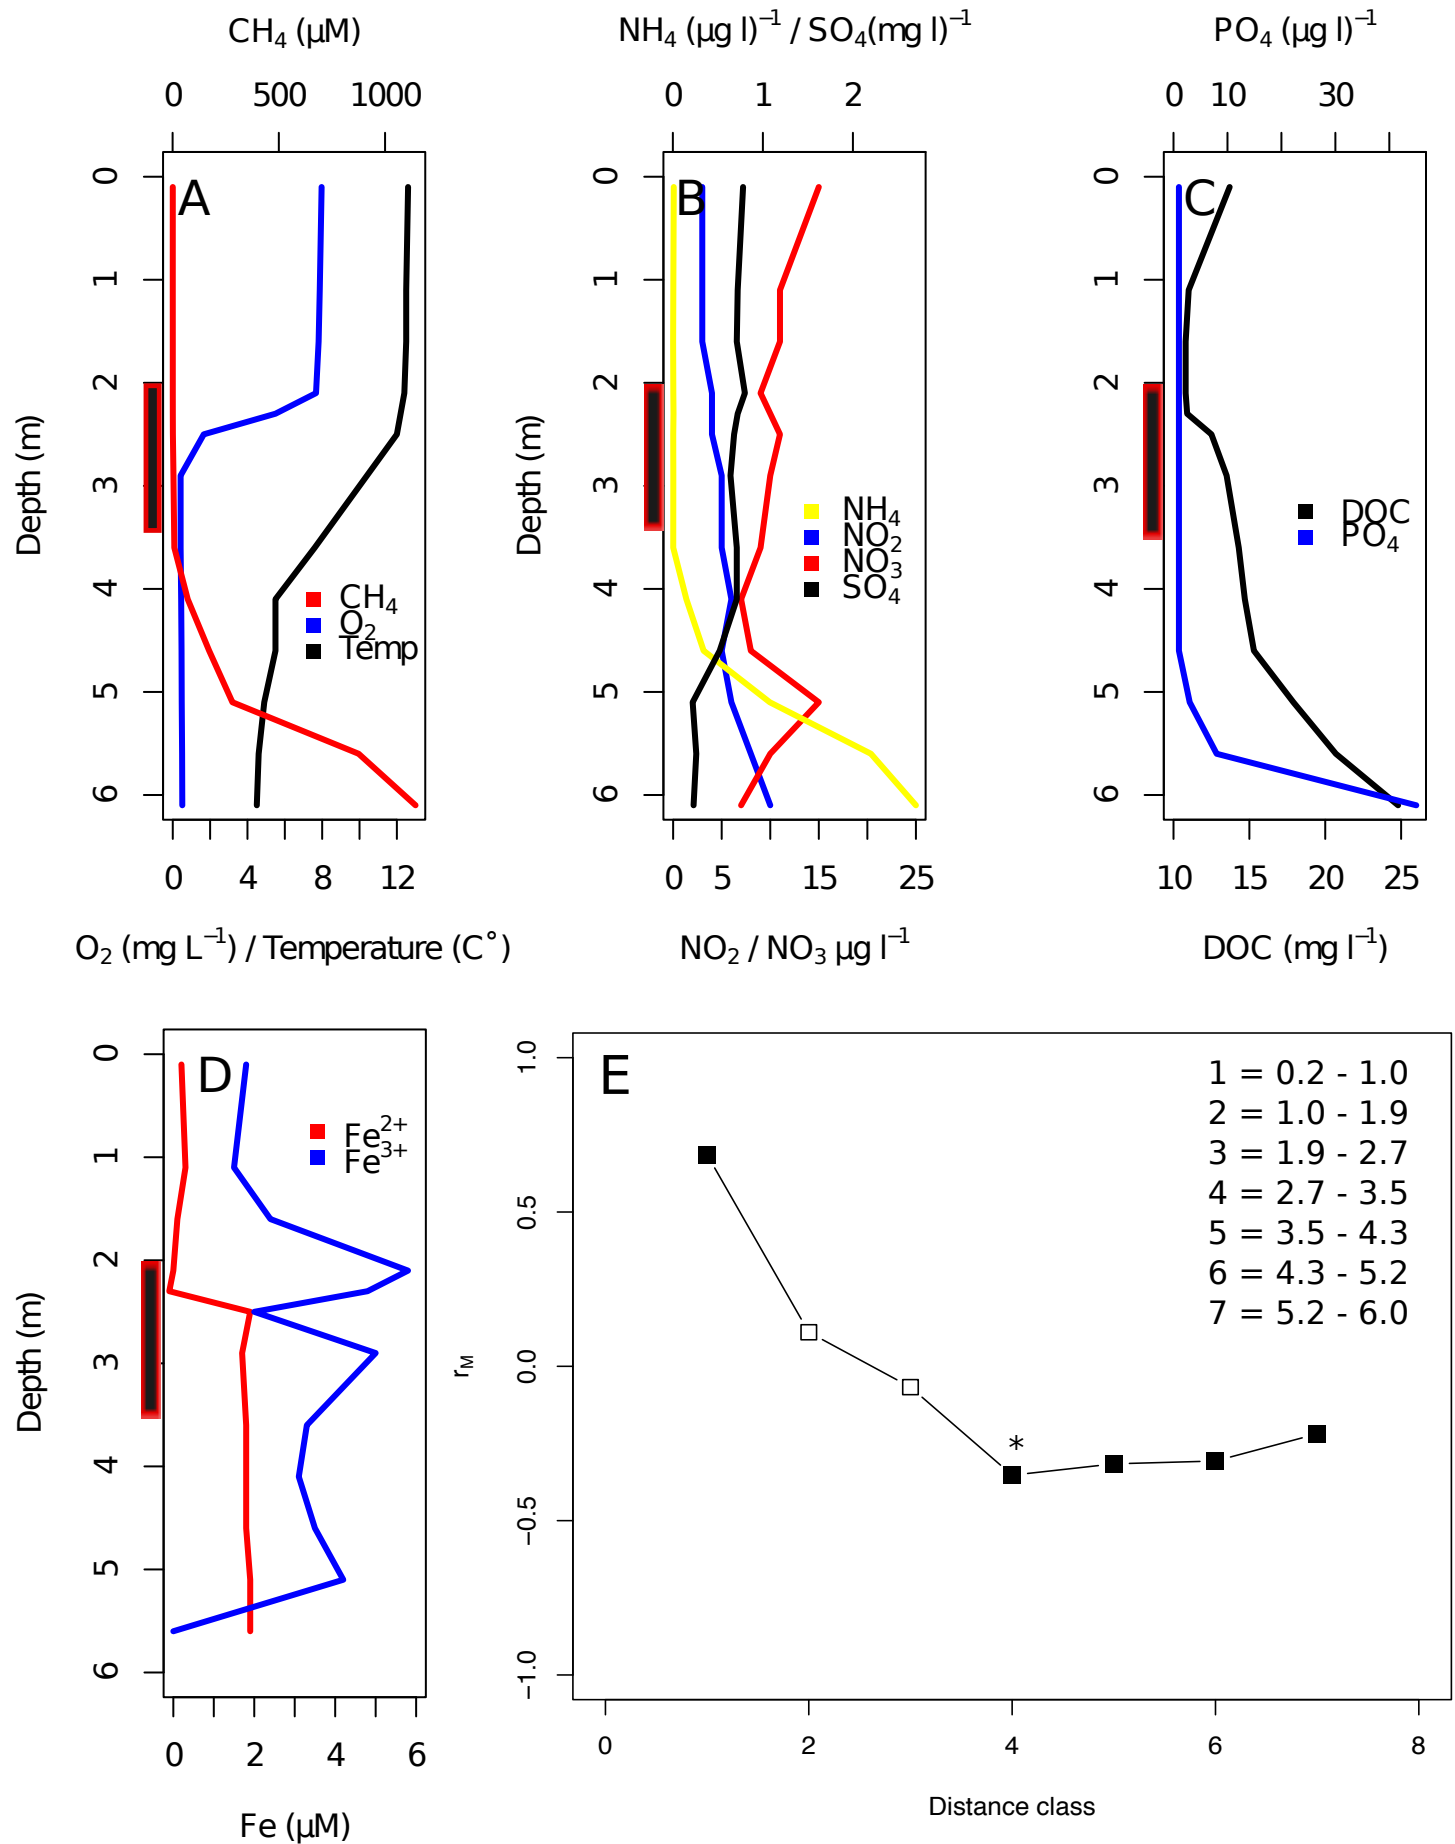 CH₄ (µM)
NH₄ (µg l)⁻¹ / SO₄(mg l)⁻¹
PO₄ (µg l)⁻¹
0 500 1000
0 1 2
0 10 30
A
B
C
0 1 2 3 4 5 6
0 1 2 3 4 5 6
0 1 2 3 4 5 6
Depth (m)
Depth (m)
CH₄
O₂
Temp
NH₄
NO₂
NO₃
SO₄
DOC
PO₄
0 4 8 12
0 5 15 25
10 15 20 25
O₂ (mg L⁻¹) / Temperature (C°)
NO₂ / NO₃ µg l⁻¹
DOC (mg l⁻¹)
D
Fe²⁺
Fe³⁺
0 1 2 3 4 5 6
Depth (m)
0 2 4 6
Fe (µM)
E
1 = 0.2 - 1.0
2 = 1.0 - 1.9
3 = 1.9 - 2.7
4 = 2.7 - 3.5
5 = 3.5 - 4.3
6 = 4.3 - 5.2
7 = 5.2 - 6.0
1.0 0.5 0.0 −0.5 −1.0
r_M
*
0 2 4 6 8
Distance class